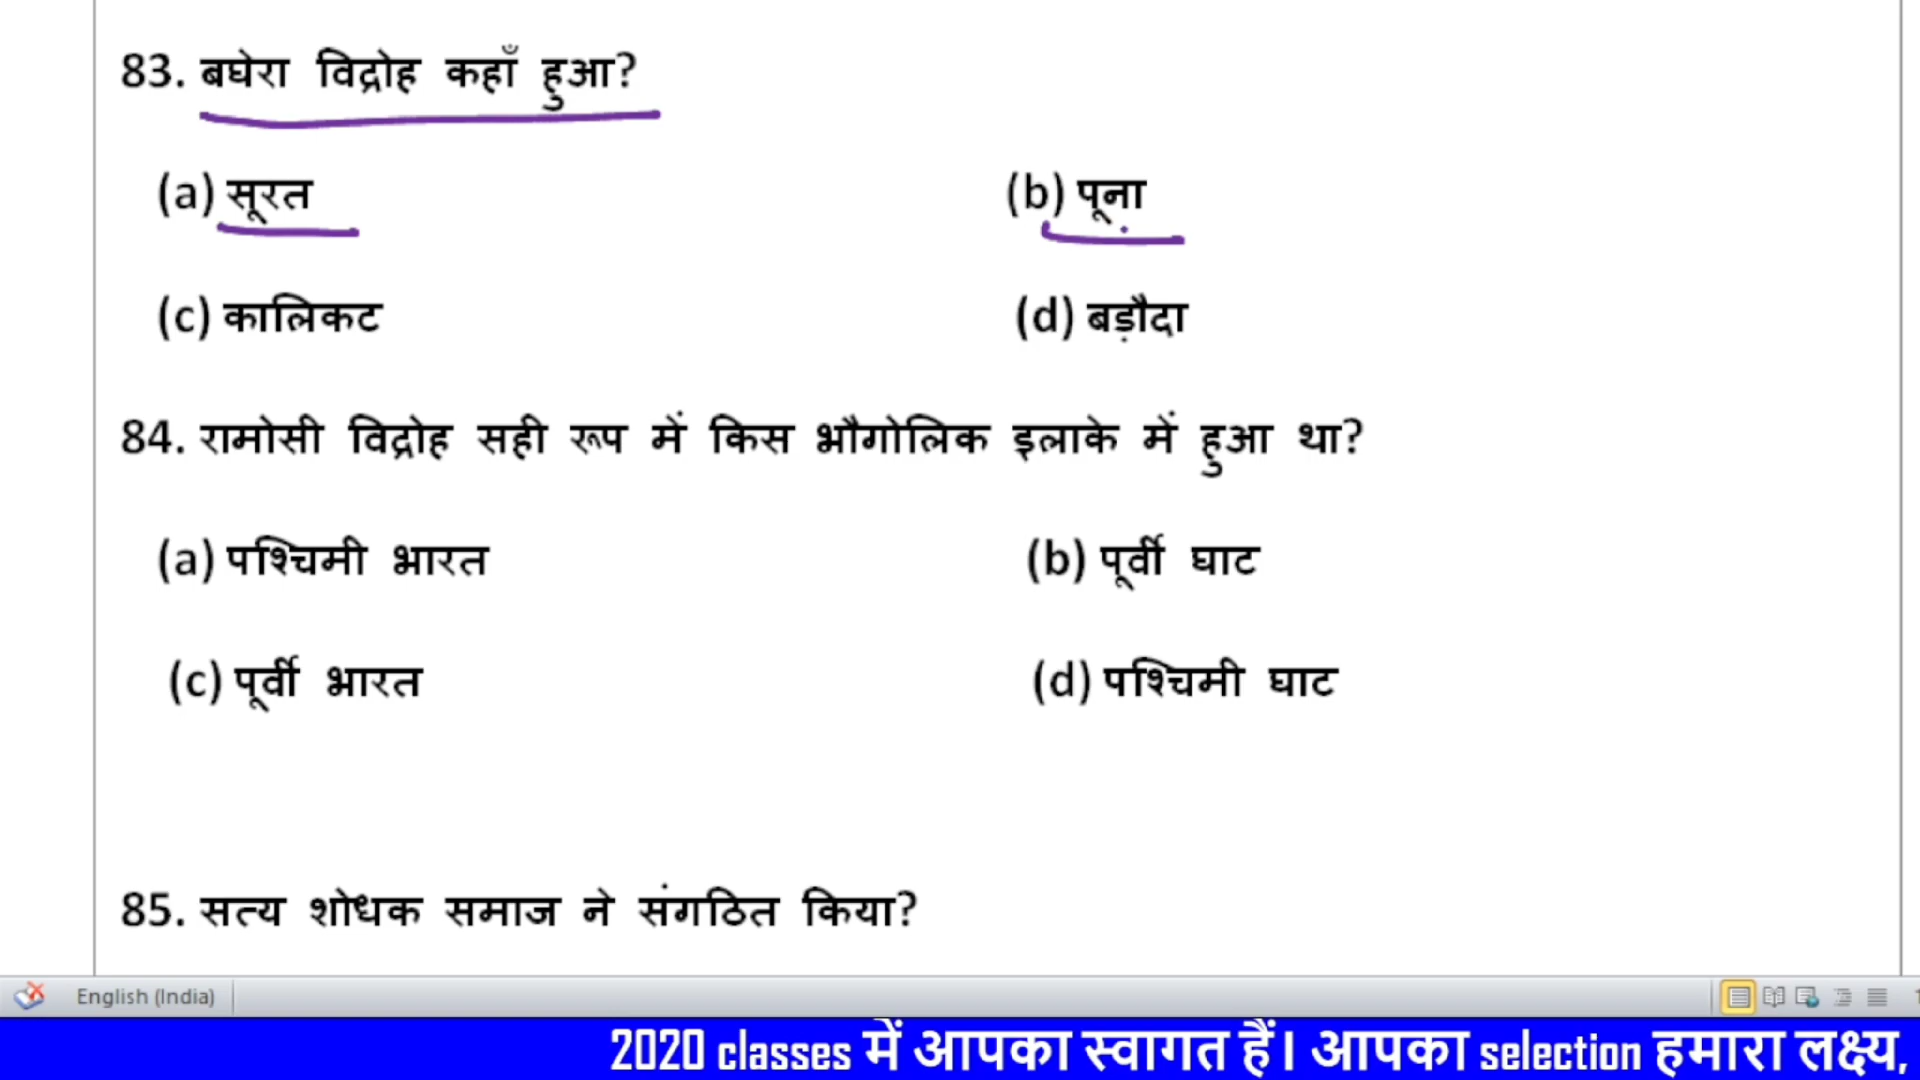 83. बघेरा विद्रोह कहाँ हुआ?
(a) सूरत (b) पूना
(c) कालिकट (d) बड़ौदा
84. रामोसी विद्रोह सही रूप में किस भौगोलिक इलाके में हुआ था?
(a) पश्चिमी भारत (b) पूर्वी घाट
(c) पूर्वी भारत (d) पश्चिमी घाट
85. सत्य शोधक समाज ने संगठित किया?
English (India)
2020 classes में आपका स्वागत हैं। आपका selection हमारा लक्ष्य,